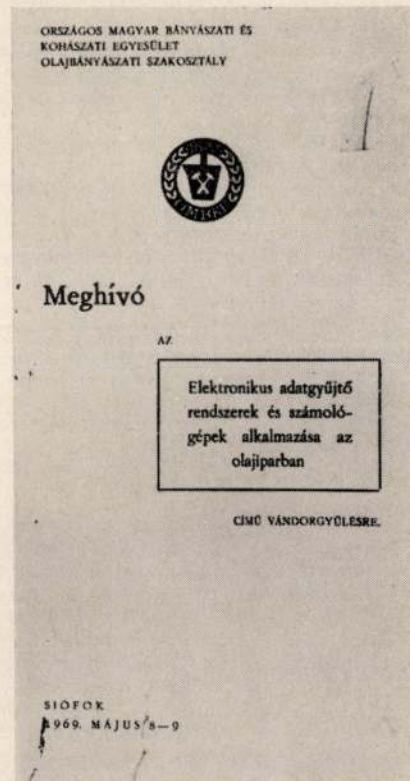 ORSZÁGOS MAGYAR BÁNYÁSZATI ÉS
KOHÁSZATI EGYESÜLET
OLAJBÁNYÁSZATI SZAKOSZTÁLY
OMBKE
Meghívó
AZ
Elektronikus adatgyűjtő
rendszerek és számoló-
gépek alkalmazása az
olajiparban
CÍMŰ VÁNDORGYŰLÉSRE.
SIÓFOK
1969. MÁJUS 8—9